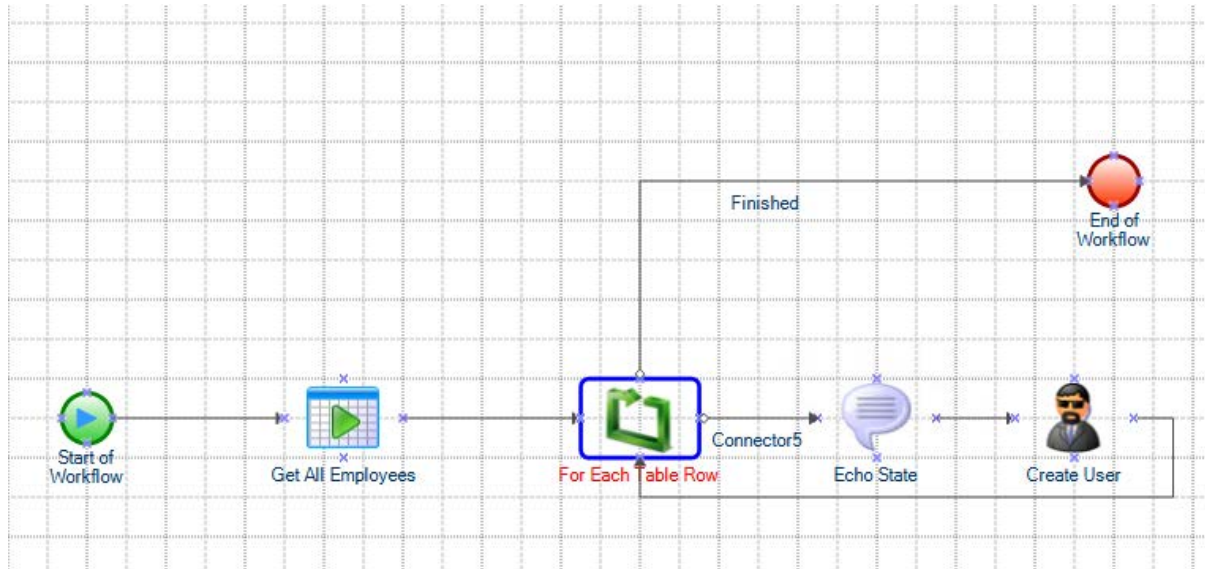 Finished
End of
Workflow
Connector5
Start of
Workflow
Get All Employees
For Each Table Row
Echo State
Create User